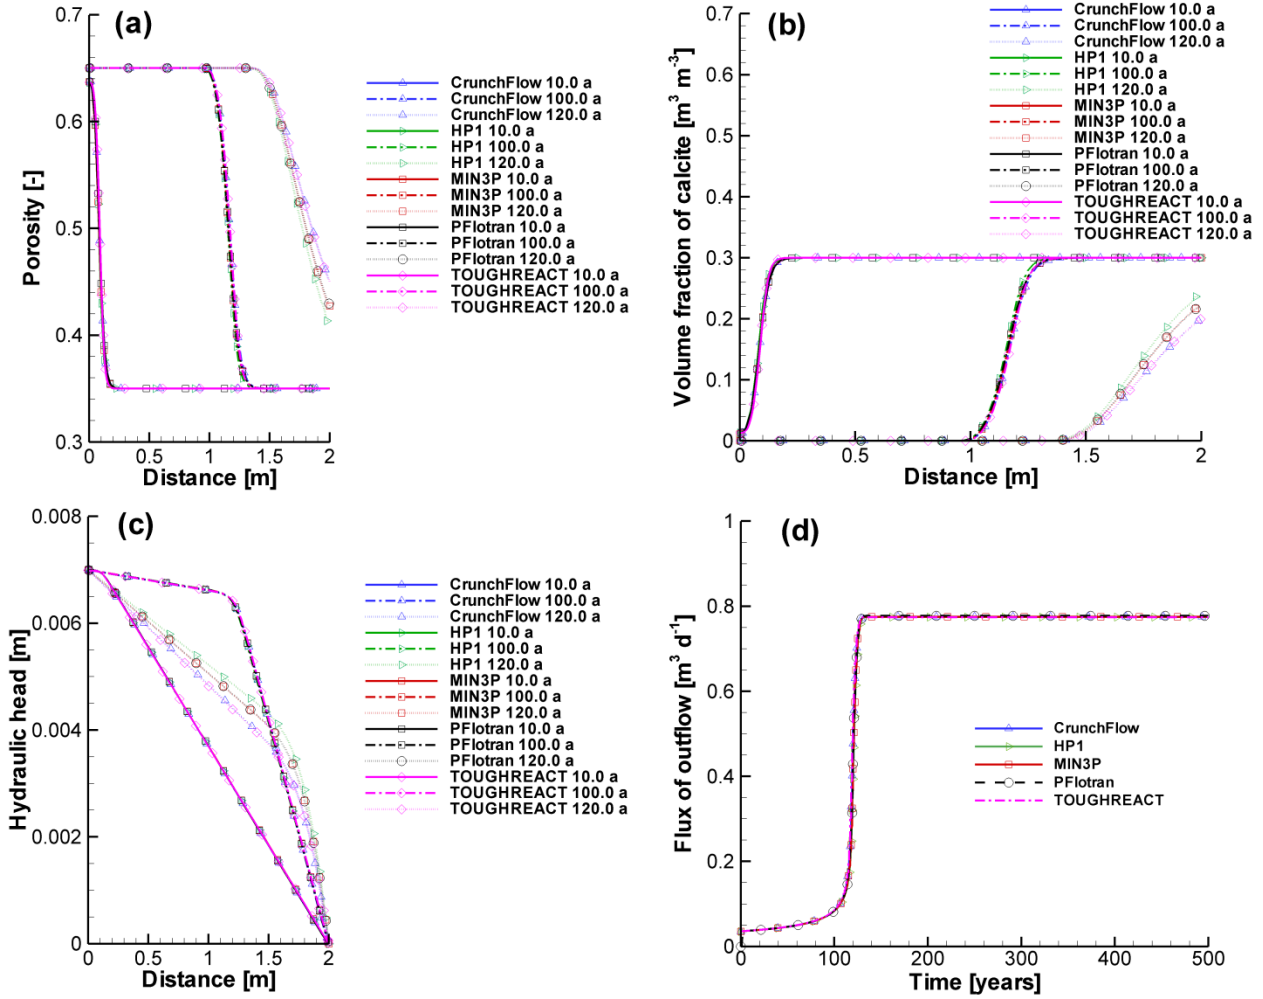 (a)
0.7
0.6
0.5
0.4
0.3
Porosity [-]
0
0.5
1
1.5
2
Distance [m]
CrunchFlow 10.0 a
CrunchFlow 100.0 a
CrunchFlow 120.0 a
HP1 10.0 a
HP1 100.0 a
HP1 120.0 a
MIN3P 10.0 a
MIN3P 100.0 a
MIN3P 120.0 a
PFlotran 10.0 a
PFlotran 100.0 a
PFlotran 120.0 a
TOUGHREACT 10.0 a
TOUGHREACT 100.0 a
TOUGHREACT 120.0 a
(b)
0.7
0.6
0.5
0.4
0.3
0.2
0.1
0
Volume fraction of calcite [m³ m⁻³]
0
0.5
1
1.5
2
Distance [m]
CrunchFlow 10.0 a
CrunchFlow 100.0 a
CrunchFlow 120.0 a
HP1 10.0 a
HP1 100.0 a
HP1 120.0 a
MIN3P 10.0 a
MIN3P 100.0 a
MIN3P 120.0 a
PFlotran 10.0 a
PFlotran 100.0 a
PFlotran 120.0 a
TOUGHREACT 10.0 a
TOUGHREACT 100.0 a
TOUGHREACT 120.0 a
(c)
0.008
0.006
0.004
0.002
0
Hydraulic head [m]
0
0.5
1
1.5
2
Distance [m]
CrunchFlow 10.0 a
CrunchFlow 100.0 a
CrunchFlow 120.0 a
HP1 10.0 a
HP1 100.0 a
HP1 120.0 a
MIN3P 10.0 a
MIN3P 100.0 a
MIN3P 120.0 a
PFlotran 10.0 a
PFlotran 100.0 a
PFlotran 120.0 a
TOUGHREACT 10.0 a
TOUGHREACT 100.0 a
TOUGHREACT 120.0 a
(d)
1
0.8
0.6
0.4
0.2
0
Flux of outflow [m³ d⁻¹]
0
100
200
300
400
500
Time [years]
CrunchFlow
HP1
MIN3P
PFlotran
TOUGHREACT